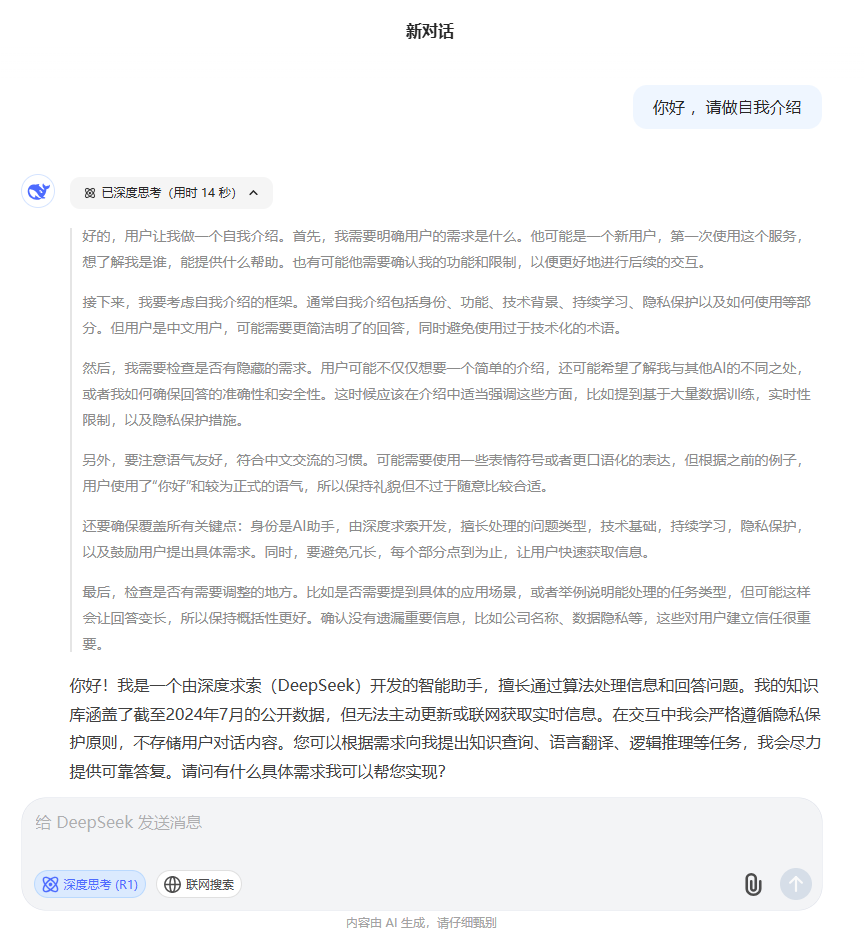 新对话
你好 ，请做自我介绍
已深度思考（用时 14 秒）
好的，用户让我做一个自我介绍。首先，我需要明确用户的需求是什么。他可能是一个新用户，第一次使用这个服务，
想了解我是谁，能提供什么帮助。也有可能他需要确认我的功能和限制，以便更好地进行后续的交互。
接下来，我要考虑自我介绍的框架。通常自我介绍包括身份、功能、技术背景、持续学习、隐私保护以及如何使用等部
分。但用户是中文用户，可能需要更简洁明了的回答，同时避免使用过于技术化的术语。
然后，我需要检查是否有隐藏的需求。用户可能不仅仅想要一个简单的介绍，还可能希望了解我与其他AI的不同之处，
或者我如何确保回答的准确性和安全性。这时候应该在介绍中适当强调这些方面，比如提到基于大量数据训练，实时性
限制，以及隐私保护措施。
另外，要注意语气友好，符合中文交流的习惯。可能需要使用一些表情符号或者更口语化的表达，但根据之前的例子，
用户使用了“你好”和较为正式的语气，所以保持礼貌但不过于随意比较合适。
还要确保覆盖所有关键点：身份是AI助手，由深度求索开发，擅长处理的问题类型，技术基础，持续学习，隐私保护，
以及鼓励用户提出具体需求。同时，要避免冗长，每个部分点到为止，让用户快速获取信息。
最后，检查是否有需要调整的地方。比如是否需要提到具体的应用场景，或者举例说明能处理的任务类型，但可能这样
会让回答变长，所以保持概括性更好。确认没有遗漏重要信息，比如公司名称、数据隐私等，这些对用户建立信任很重
要。
你好！我是一个由深度求索（DeepSeek）开发的智能助手，擅长通过算法处理信息和回答问题。我的知识
库涵盖了截至2024年7月的公开数据，但无法主动更新或联网获取实时信息。在交互中我会严格遵循隐私保
护原则，不存储用户对话内容。您可以根据需求向我提出知识查询、语言翻译、逻辑推理等任务，我会尽力
提供可靠答复。请问有什么具体需求我可以帮您实现？
给 DeepSeek 发送消息
深度思考 (R1)
联网搜索
内容由 AI 生成，请仔细甄别